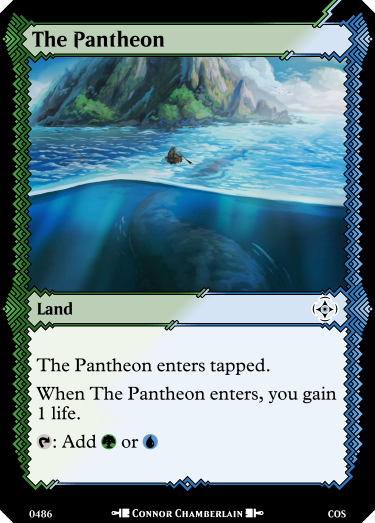 The Pantheon
Land
The Pantheon enters tapped.
When The Pantheon enters, you gain
1 life.
: Add or
0486
Connor Chamberlain
COS